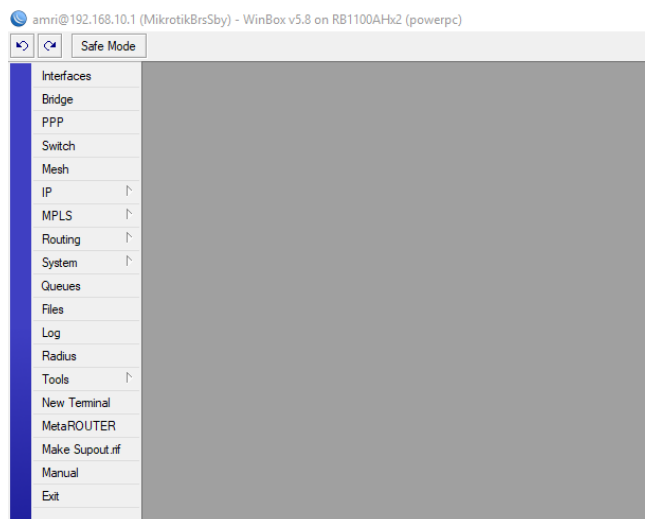 amri@192.168.10.1 (MikrotikBrsSby) - WinBox v5.8 on RB1100AHx2 (powerpc)
Safe Mode
Interfaces
Bridge
PPP
Switch
Mesh
IP
MPLS
Routing
System
Queues
Files
Log
Radius
Tools
New Terminal
MetaROUTER
Make Supout.rif
Manual
Exit